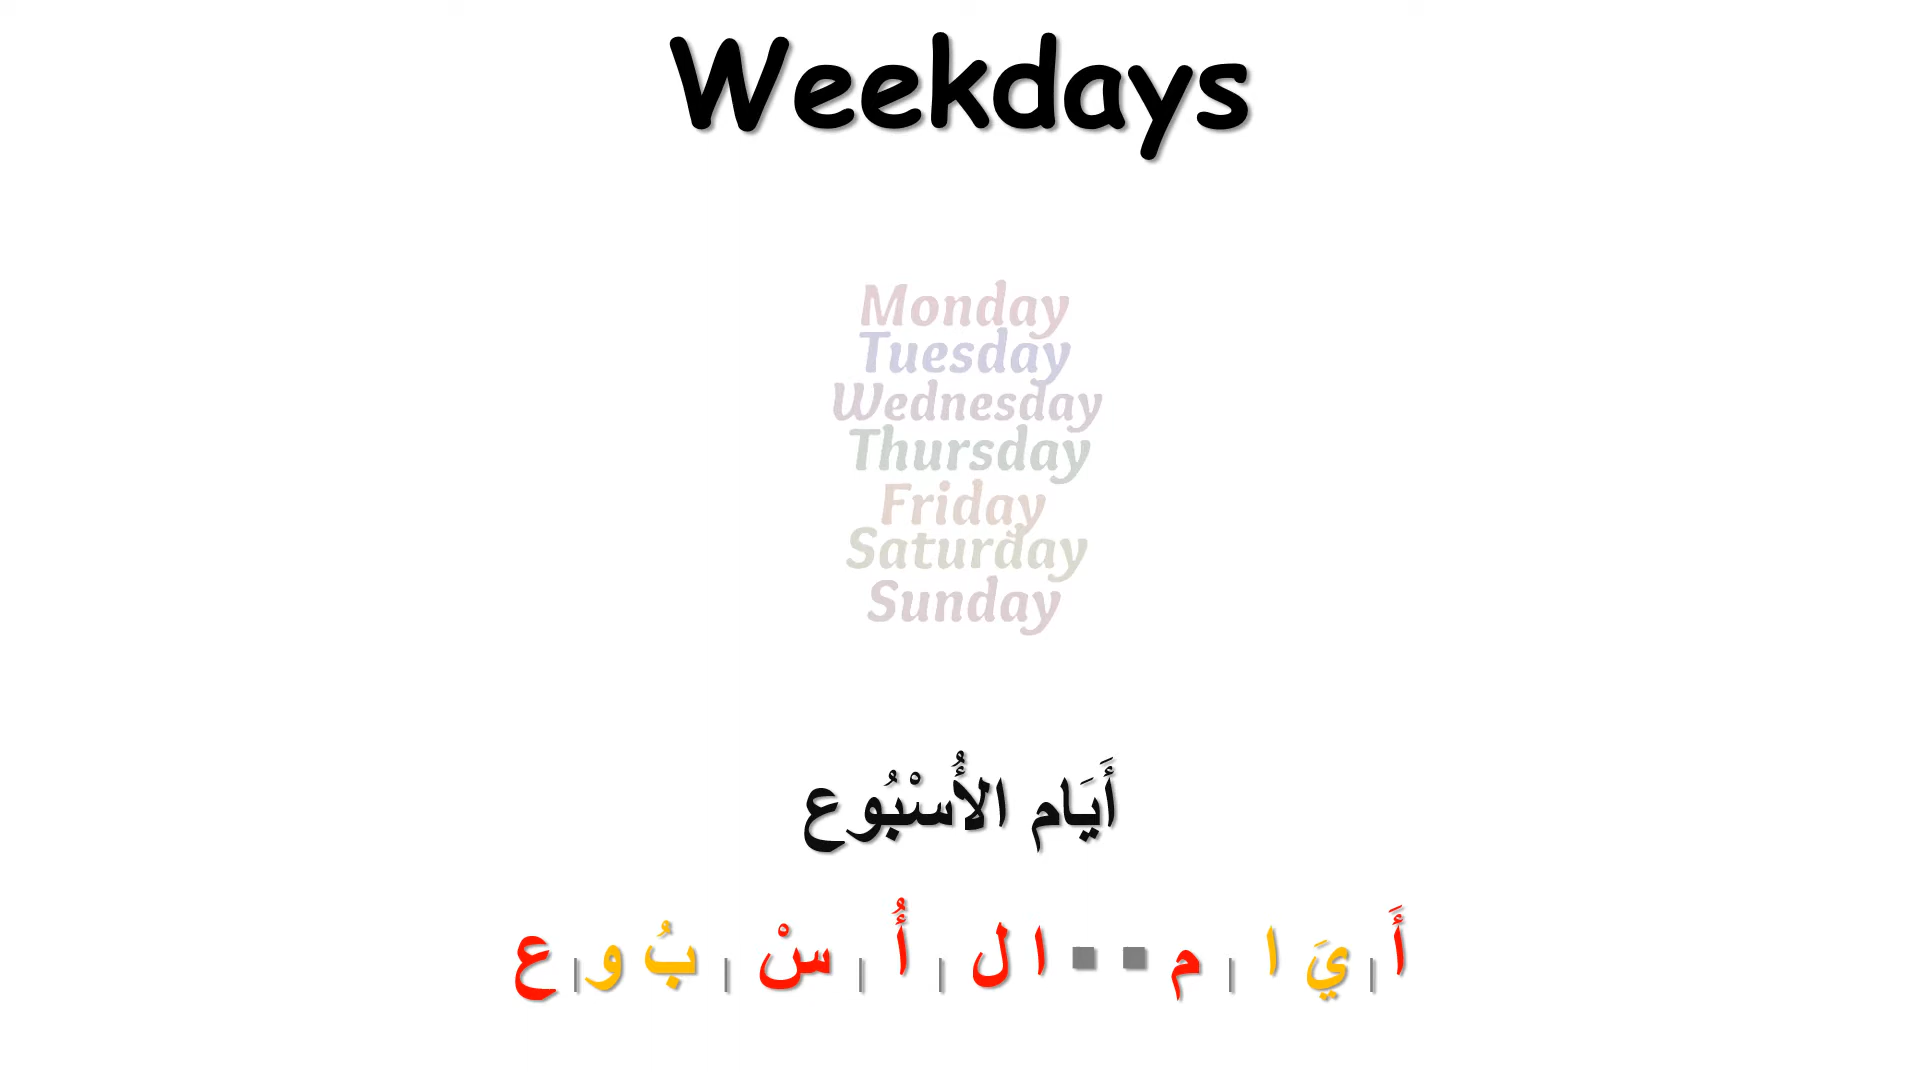 Weekdays
Monday
Tuesday
Wednesday
Thursday
Friday
Saturday
Sunday
أَيَام الأُسْبُوع
أَ | يَ ا | م ▪ ▪ ا ل | أُ | سْ | بُ و | ع